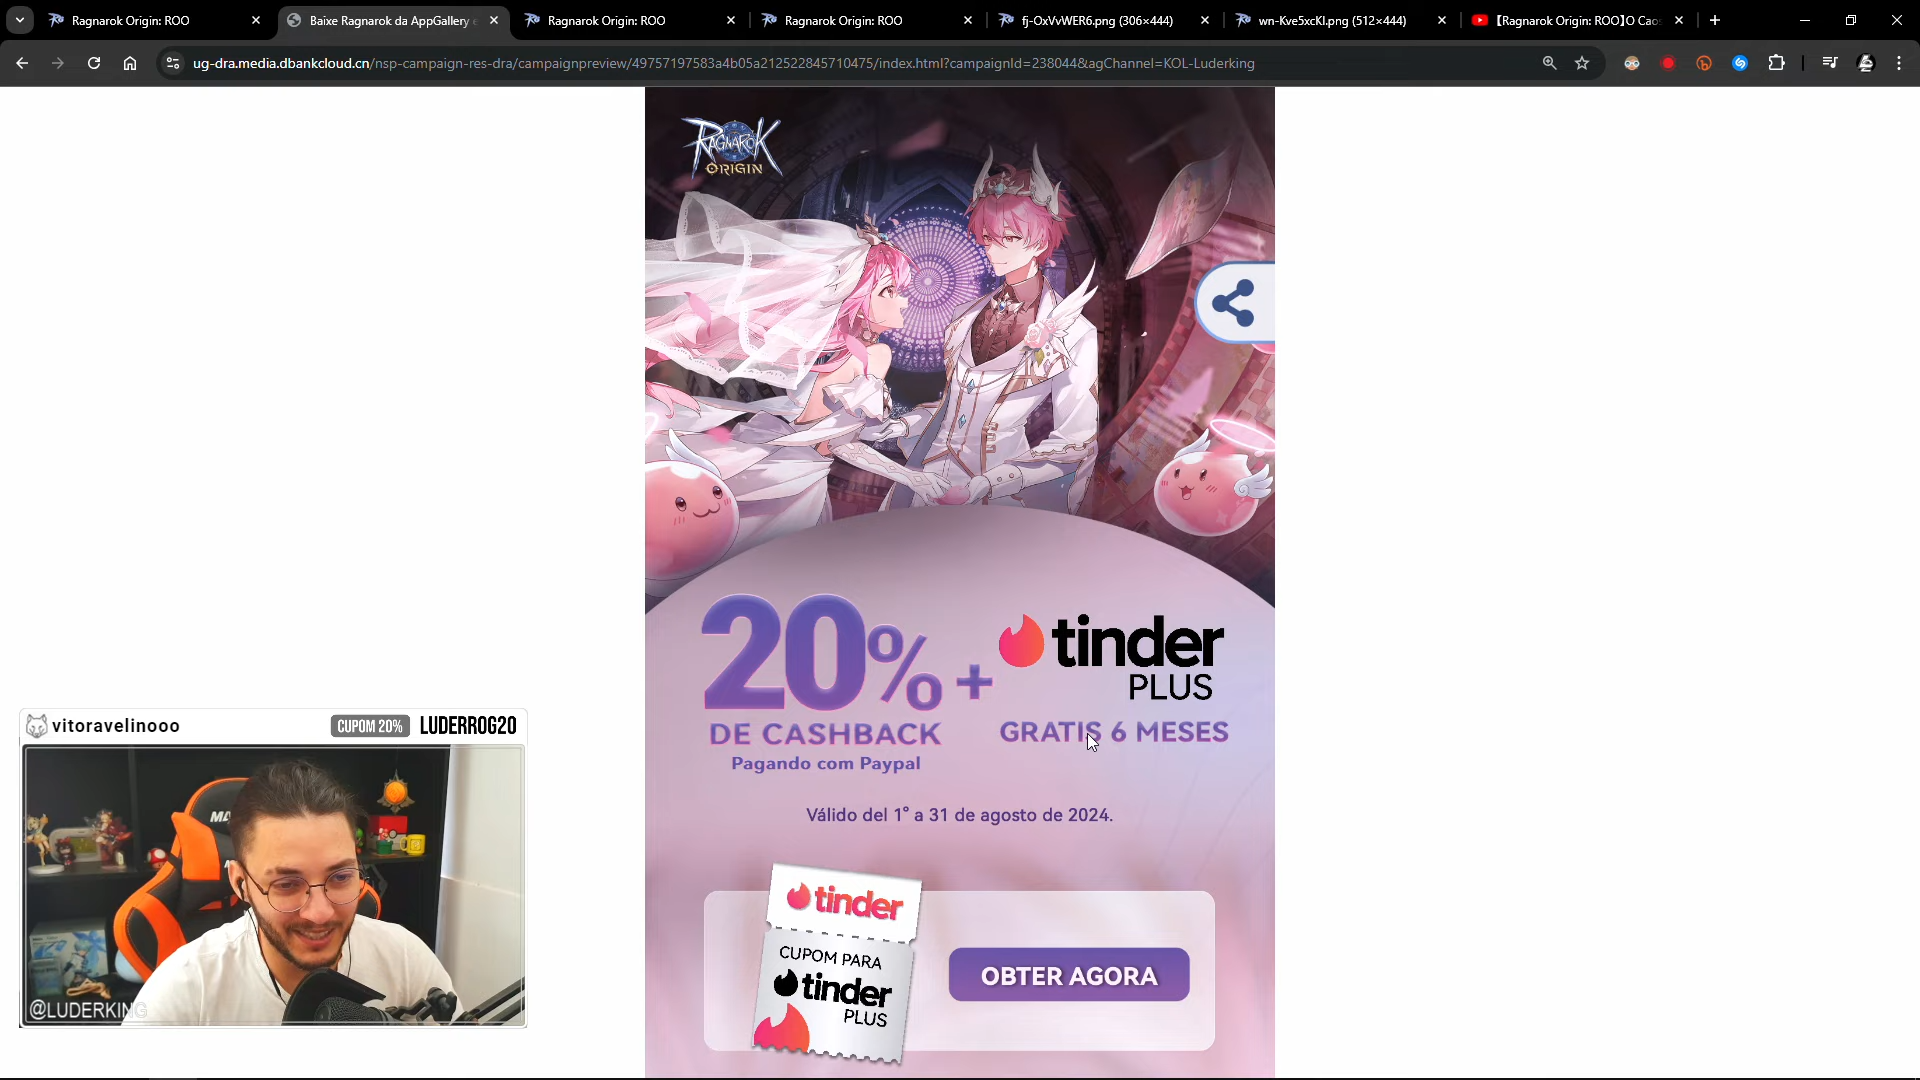 Ragnarok Origin: ROO
Baixe Ragnarok da AppGallery e
Ragnarok Origin: ROO
Ragnarok Origin: ROO
fj-OxVvWER6.png (306×444)
wn-Kve5xcKl.png (512×444)
【Ragnarok Origin: ROO】O Cao
ug-dra.media.dbankcloud.cn/nsp-campaign-res-dra/campaignpreview/49757197583a4b05a212522845710475/index.html?campaignId=238044&agChannel=KOL-Luderking
RAGNAROK
ORIGIN
20% + tinder
PLUS
DE CASHBACK
GRATIS 6 MESES
Pagando com Paypal
Válido del 1° a 31 de agosto de 2024.
tinder
CUPOM PARA
tinder
PLUS
OBTER AGORA
vitoravelinooo
CUPOM 20%
LUDERROG20
MA
@LUDERKING